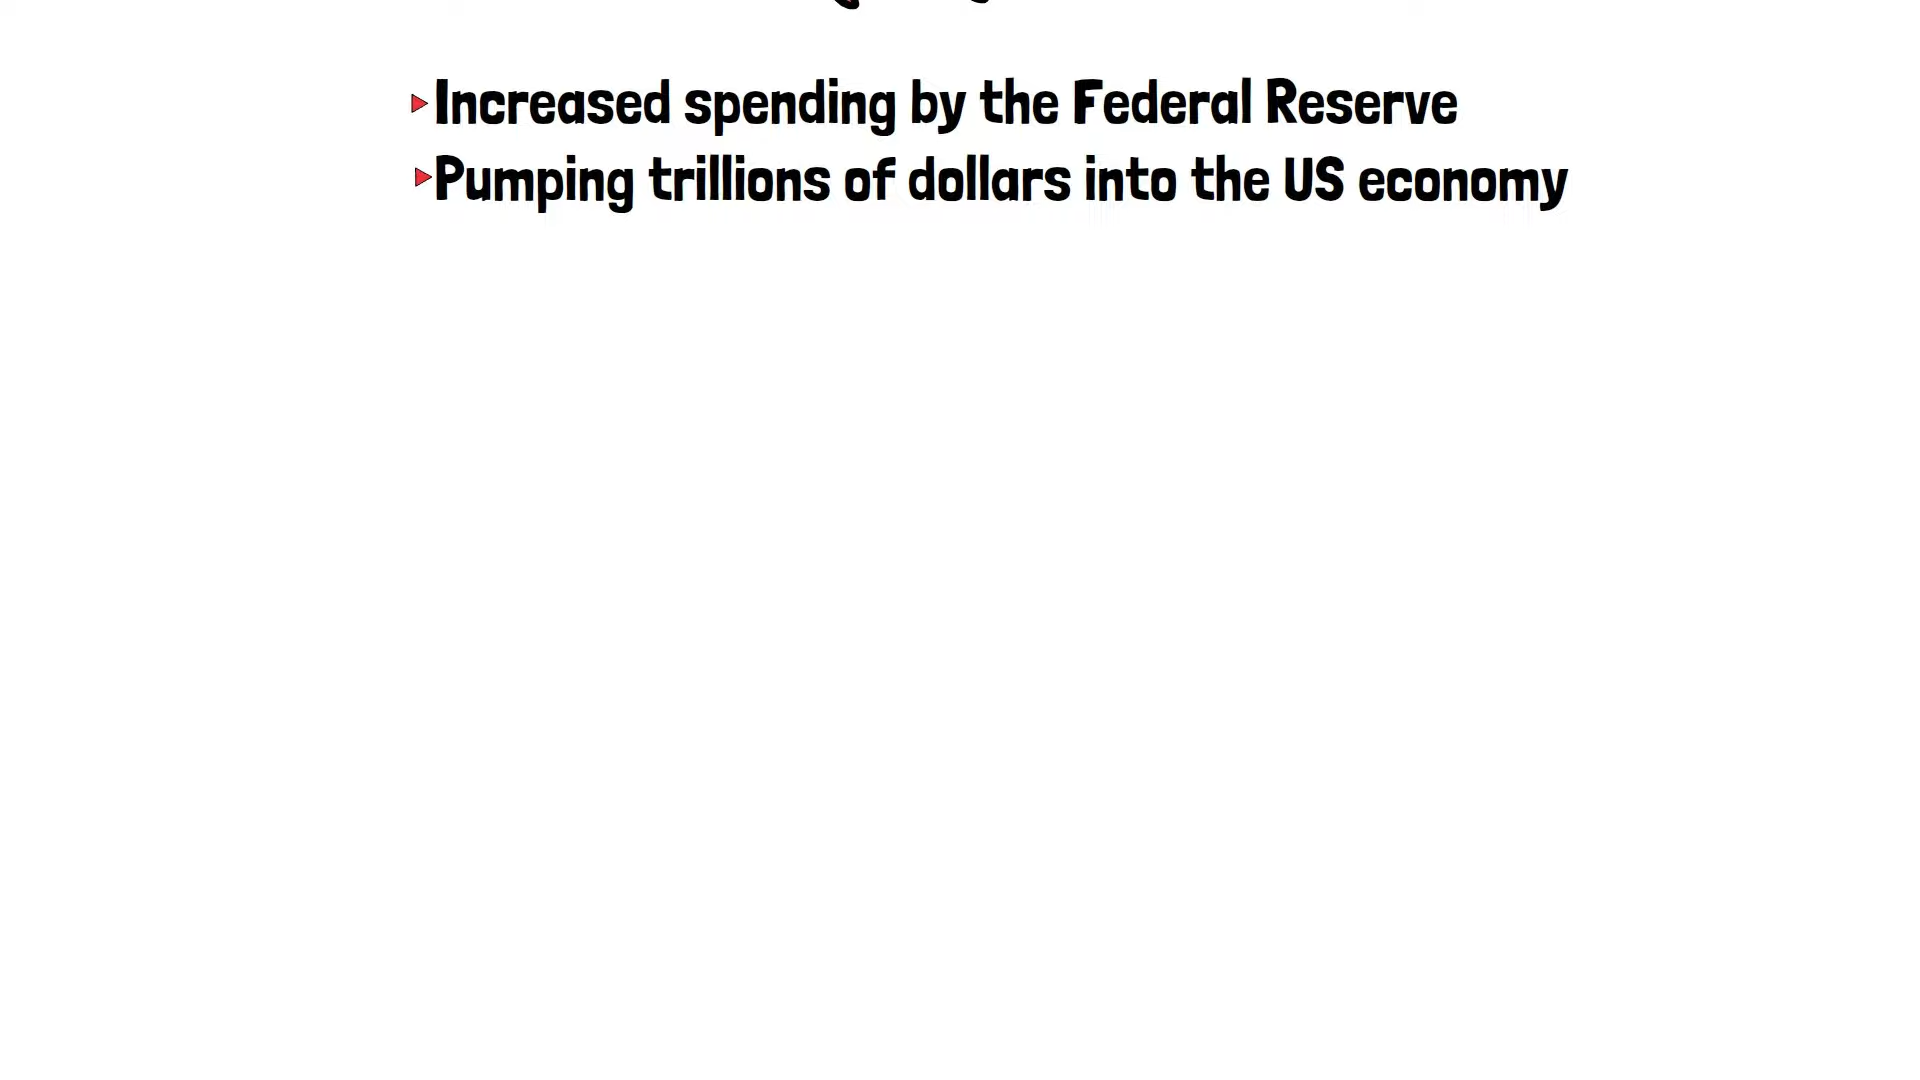 Increased spending by the Federal Reserve
Pumping trillions of dollars into the US economy